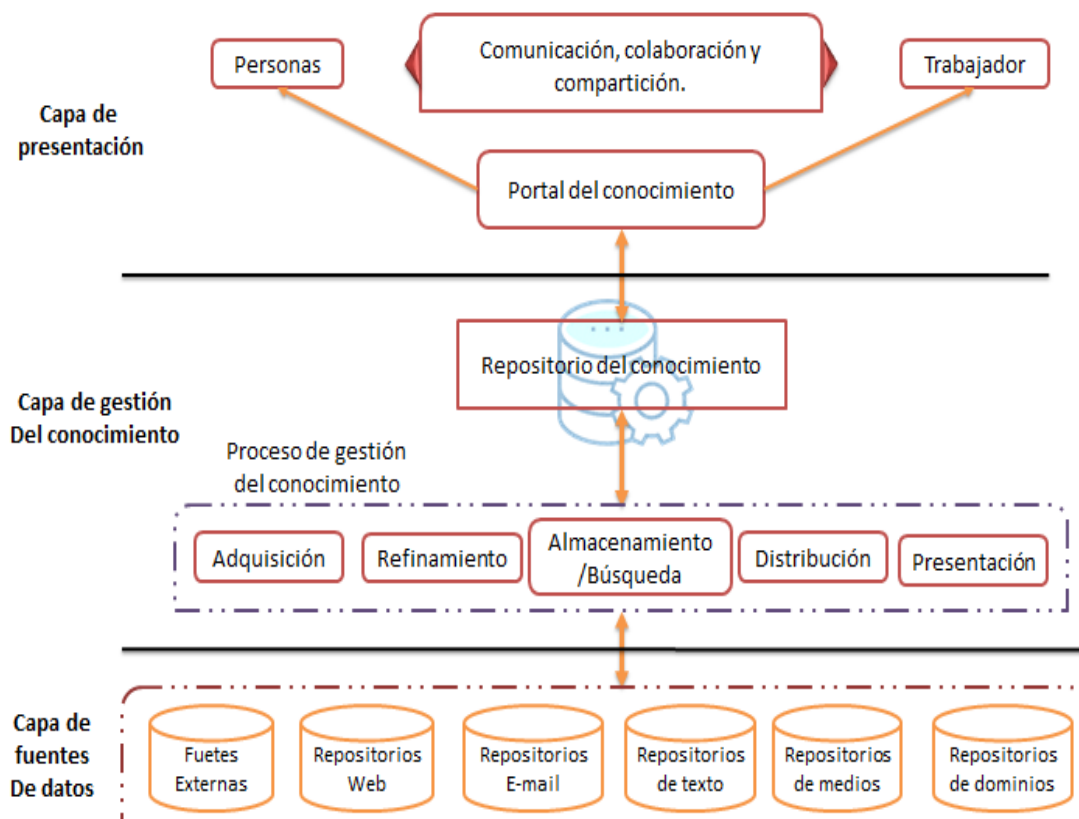 Personas
Comunicación, colaboración y
compartición.
Trabajador
Capa de
presentación
Portal del conocimiento
Repositorio del conocimiento
Capa de gestión
Del conocimiento
Proceso de gestión
del conocimiento
Adquisición
Refinamiento
Almacenamiento
/Búsqueda
Distribución
Presentación
Capa de
fuentes
De datos
Fuetes
Externas
Repositorios
Web
Repositorios
E-mail
Repositorios
de texto
Repositorios
de medios
Repositorios
de dominios